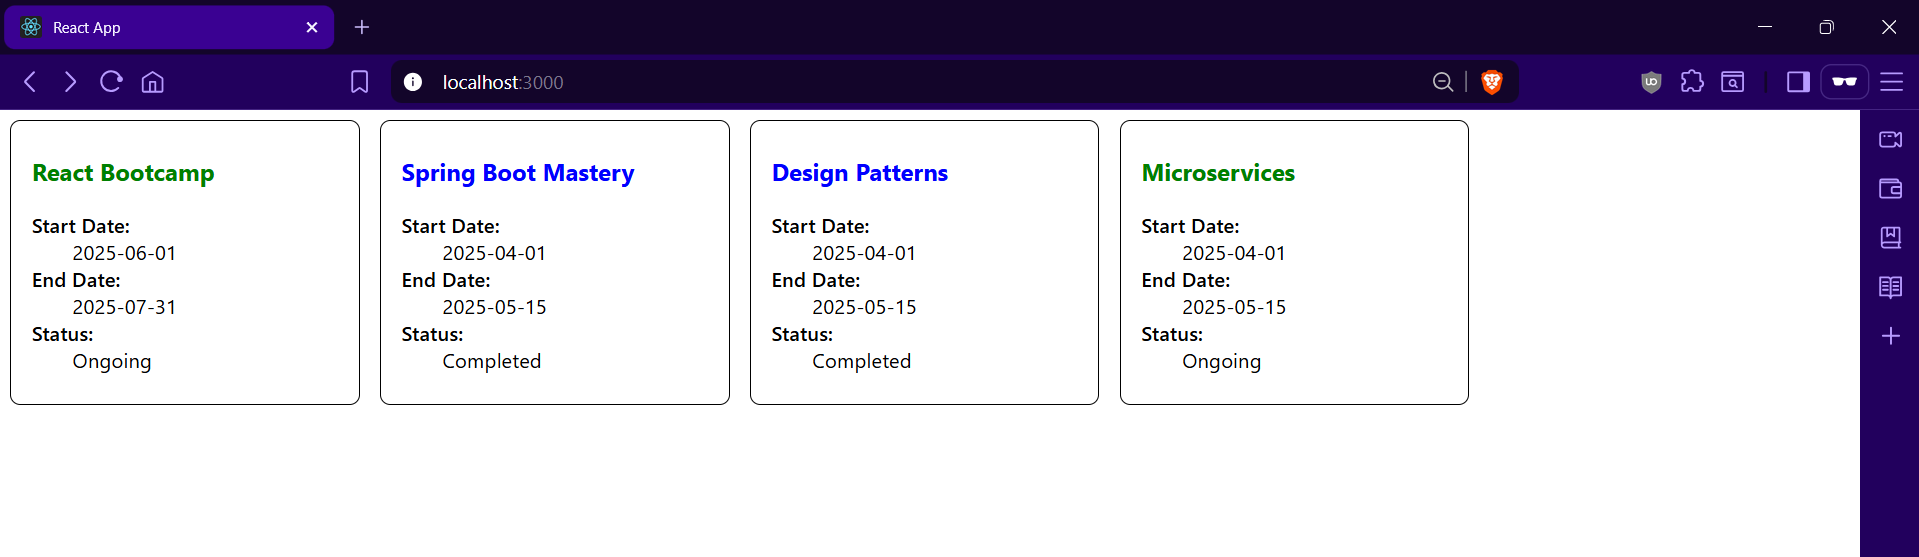 React App
localhost:3000
React Bootcamp
Start Date:
2025-06-01
End Date:
2025-07-31
Status:
Ongoing
Spring Boot Mastery
Start Date:
2025-04-01
End Date:
2025-05-15
Status:
Completed
Design Patterns
Start Date:
2025-04-01
End Date:
2025-05-15
Status:
Completed
Microservices
Start Date:
2025-04-01
End Date:
2025-05-15
Status:
Ongoing